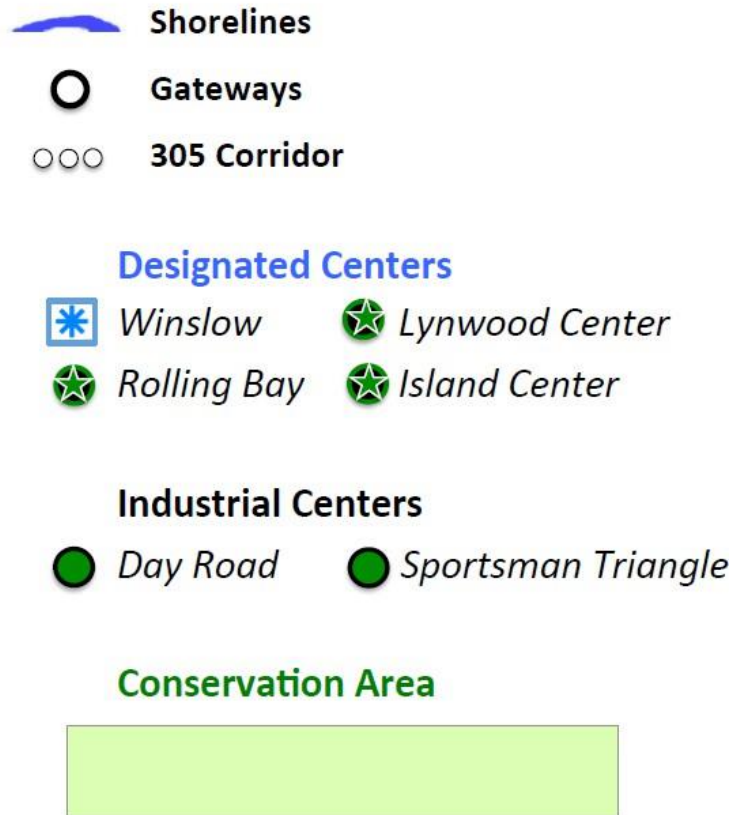 Shorelines
Gateways
305 Corridor
Designated Centers
Winslow Lynwood Center
Rolling Bay Island Center
Industrial Centers
Day Road Sportsman Triangle
Conservation Area